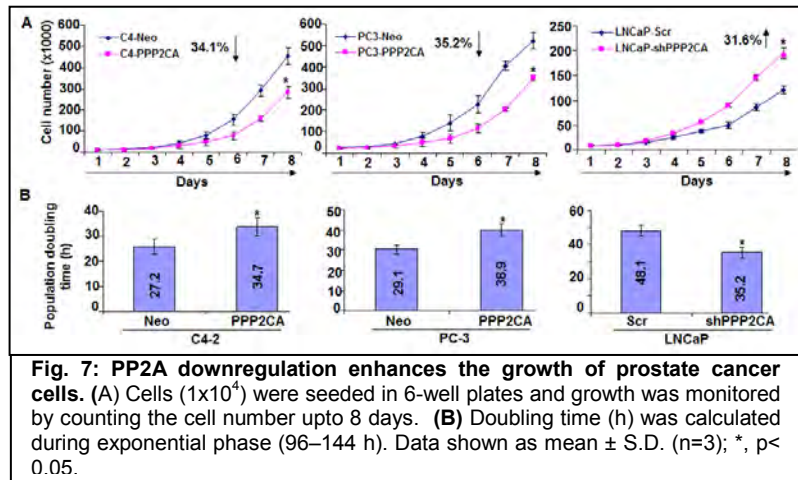 A
C4-Neo
C4-PPP2CA
34.1%
PC3-Neo
PC3-PPP2CA
35.2%
LNCaP-Scr
LNCaP-shPPP2CA
31.6%
Cell number (x1000)
600
500
400
300
200
100
0
600
500
400
300
200
100
0
250
200
150
100
50
*
*
*
1 2 3 4 5 6 7 8
1 2 3 4 5 6 7 8
1 2 3 4 5 6 7 8
Days
Days
Days
B
Population doubling
time (h)
40
30
20
10
0
50
40
30
20
10
0
60
40
20
0
*
*
*
27.2
34.7
29.1
38.9
48.1
35.2
Neo PPP2CA
Neo PPP2CA
Scr shPPP2CA
C4-2
PC-3
LNCaP
Fig. 7: PP2A downregulation enhances the growth of prostate cancer
cells. (A) Cells (1x10⁴) were seeded in 6-well plates and growth was monitored
by counting the cell number upto 8 days. (B) Doubling time (h) was calculated
during exponential phase (96–144 h). Data shown as mean ± S.D. (n=3); *, p<
0.05.